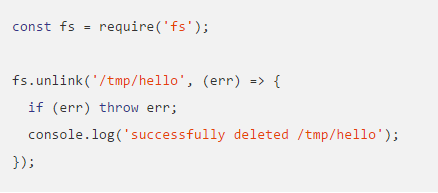 const fs = require('fs');

fs.unlink('/tmp/hello', (err) => {
  if (err) throw err;
  console.log('successfully deleted /tmp/hello');
});